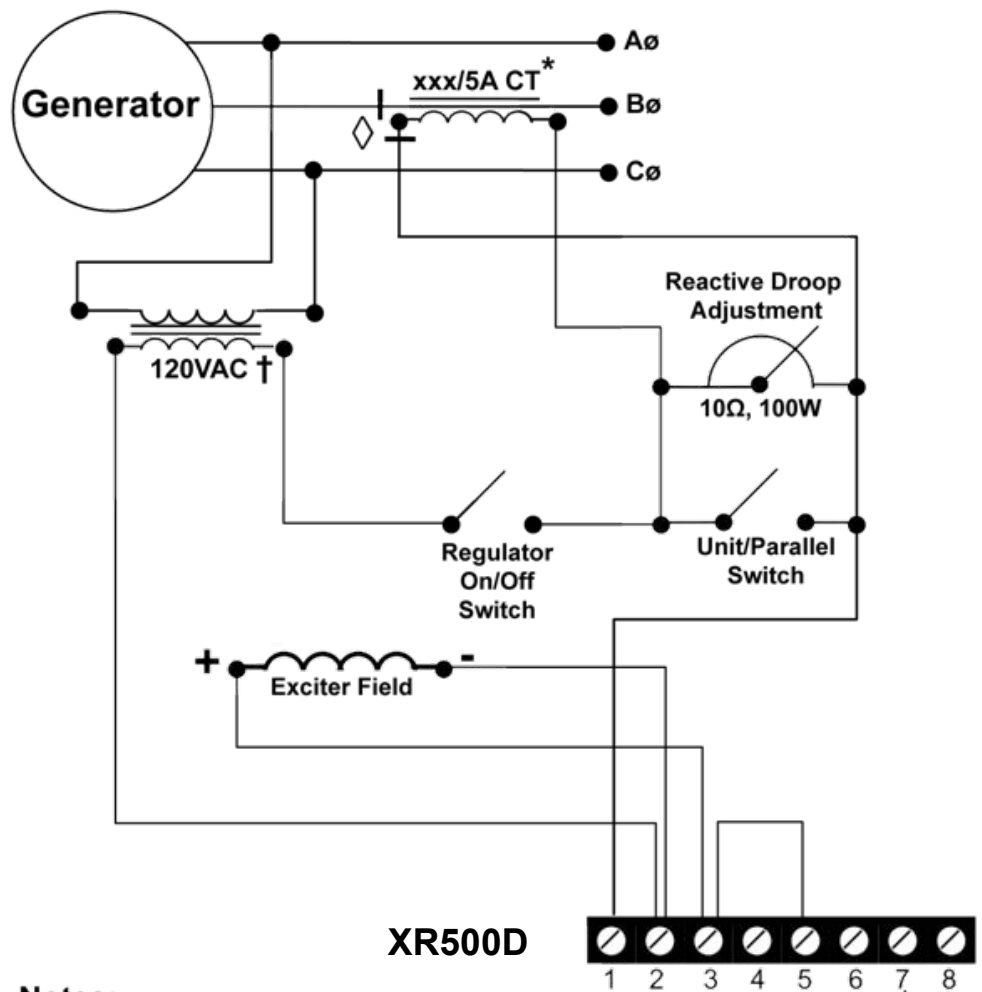 Aø
xxx/5A CT*
Generator
Bø
◊
Cø
Reactive Droop
Adjustment
120VAC †
10Ω, 100W
Regulator
On/Off
Switch
Unit/Parallel
Switch
+ -
Exciter Field
XR500D
1 2 3 4 5 6 7 8